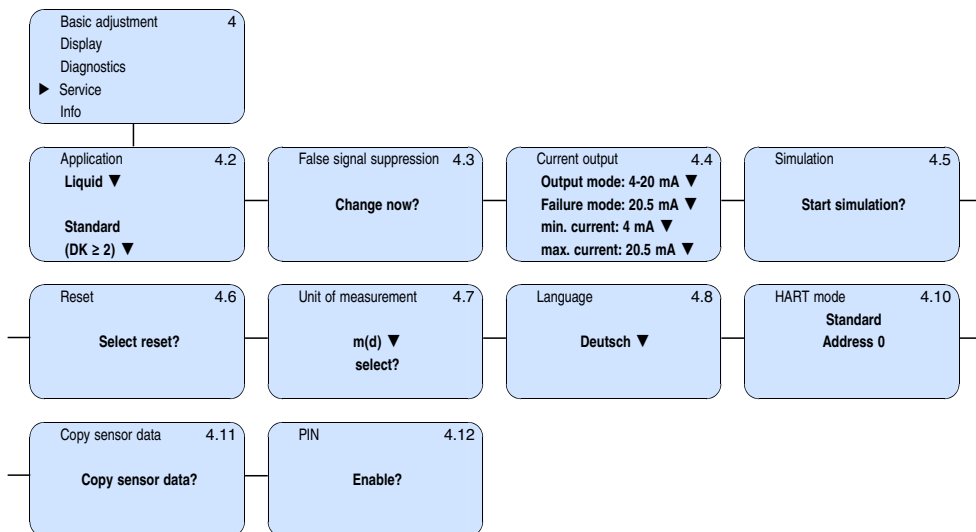 Basic adjustment 4
Display
Diagnostics
▶ Service
Info
Application 4.2
Liquid ▼
Standard
(DK ≥ 2) ▼
False signal suppression 4.3
Change now?
Current output 4.4
Output mode: 4-20 mA ▼
Failure mode: 20.5 mA ▼
min. current: 4 mA ▼
max. current: 20.5 mA ▼
Simulation 4.5
Start simulation?
Reset 4.6
Select reset?
Unit of measurement 4.7
m(d) ▼
select?
Language 4.8
Deutsch ▼
HART mode 4.10
Standard
Address 0
Copy sensor data 4.11
Copy sensor data?
PIN 4.12
Enable?